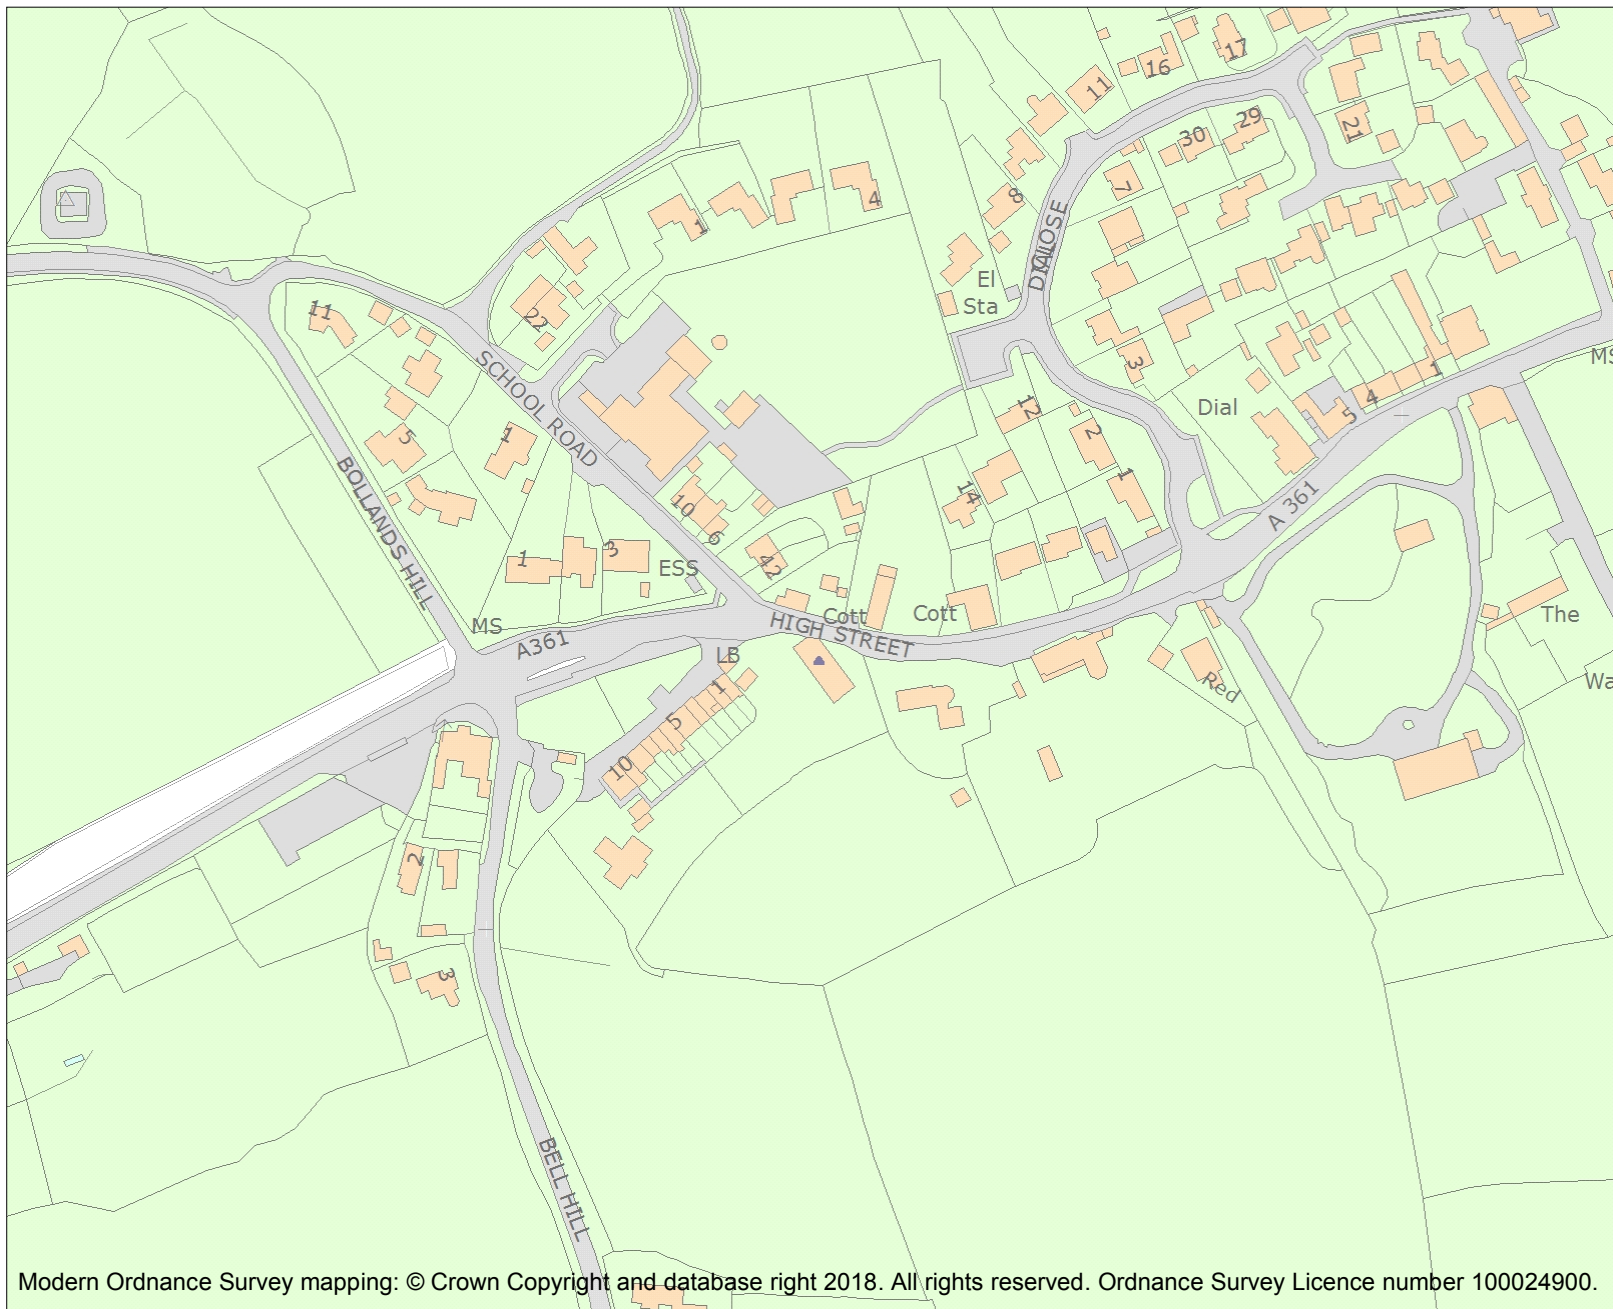 17
16
11
29
30
21
7
8
4
1
El
Sta
DIAL
CLOSE
11
22
3
SCHOOL ROAD
1
4
5
Dial
12
2
5
1
1
14
10
6
A 361
BOLLANDS HILL
42
3
1
ESS
Cott
Cott
The
MS
MS
A361
HIGH STREET
LB
1
Red
Wa
5
10
2
3
BELL HILL
Modern Ordnance Survey mapping: © Crown Copyright and database right 2018. All rights reserved. Ordnance Survey Licence number 100024900.